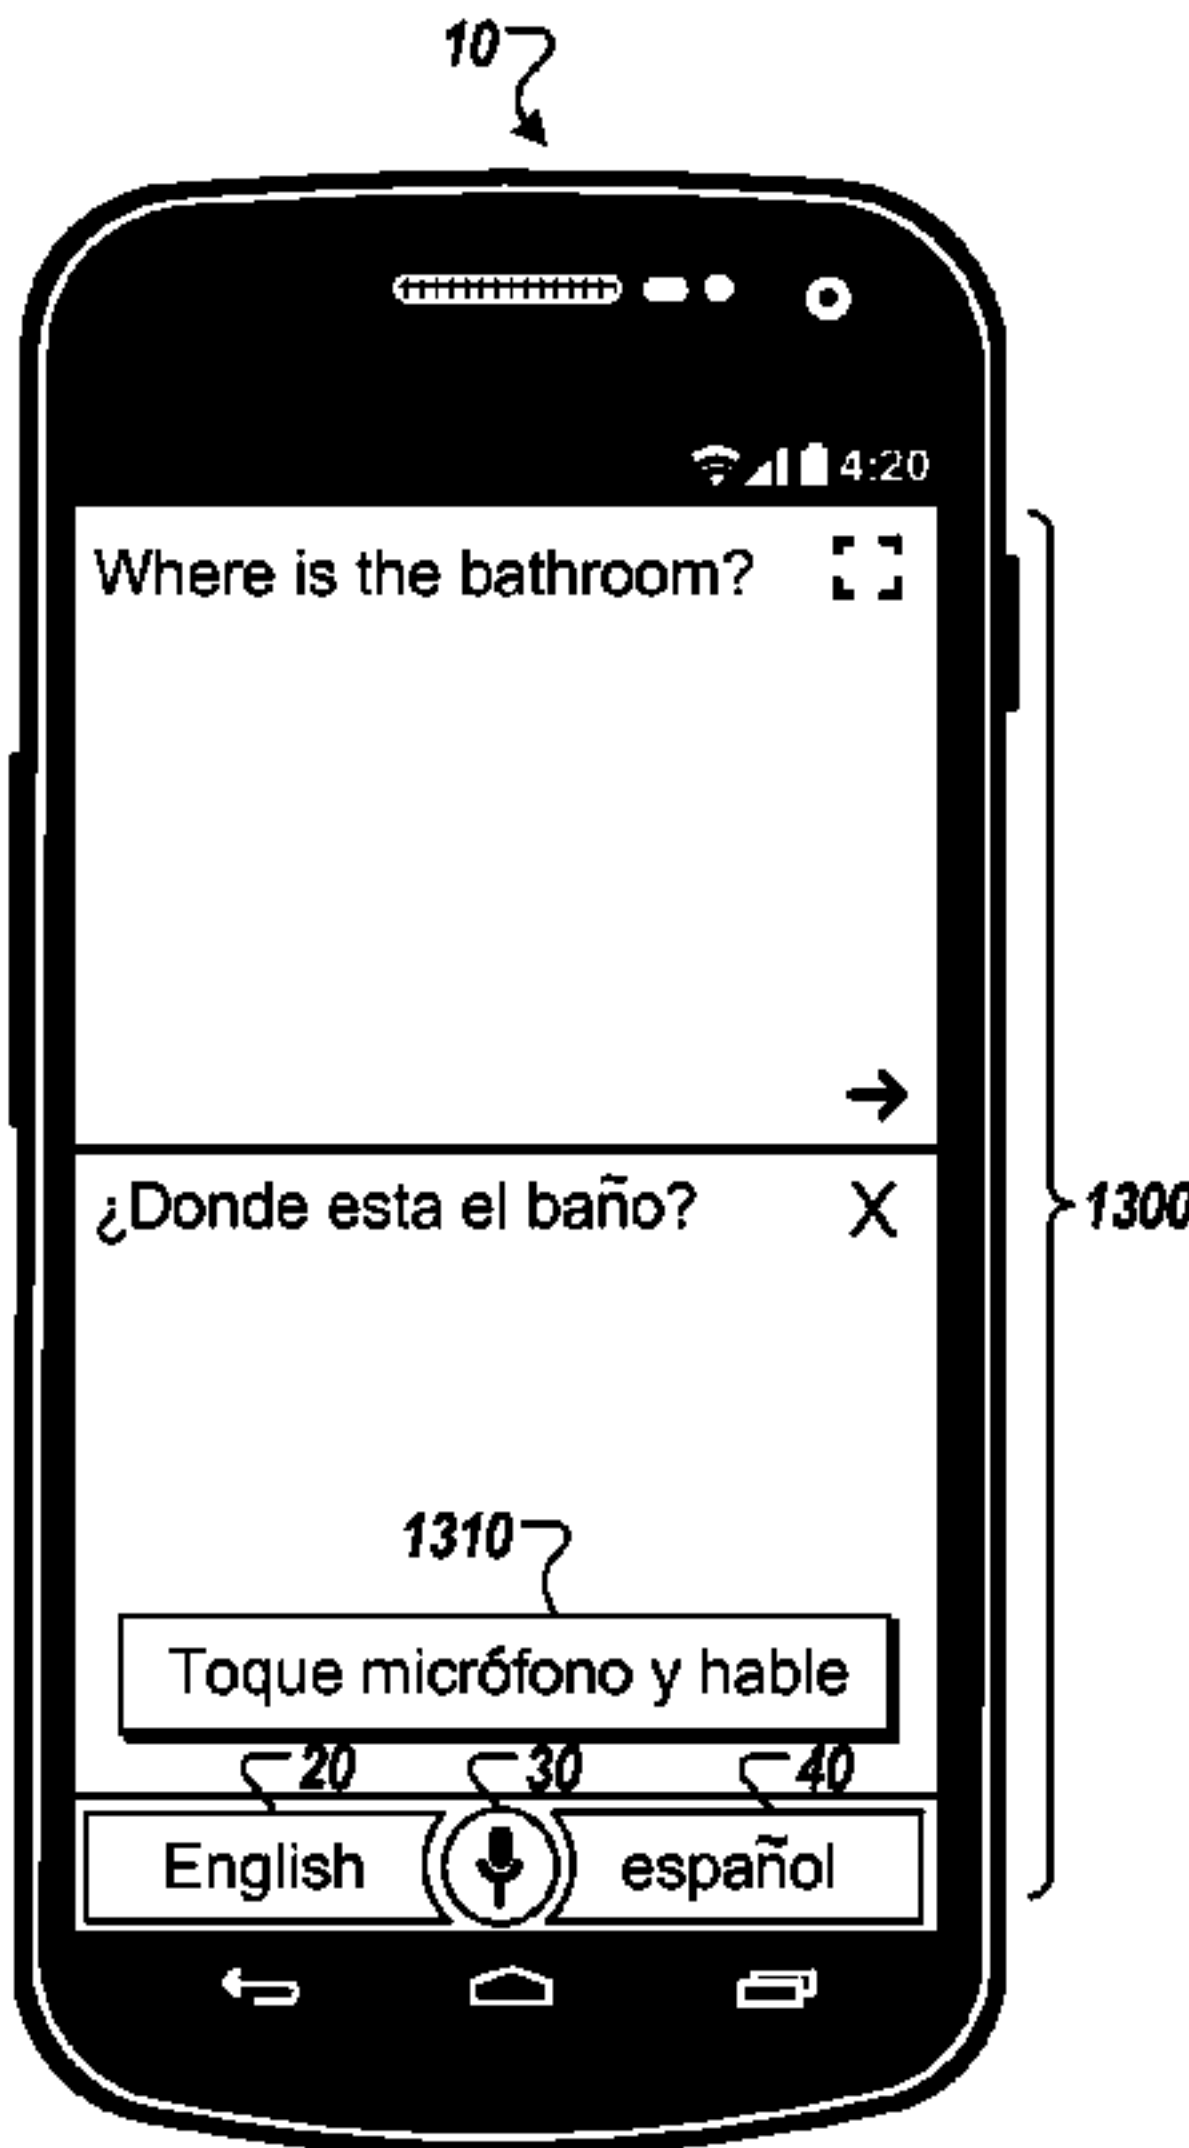 10
4:20
Where is the bathroom?
¿Donde esta el baño?
X
1300
1310
Toque micrófono y hable
20 30 40
English español